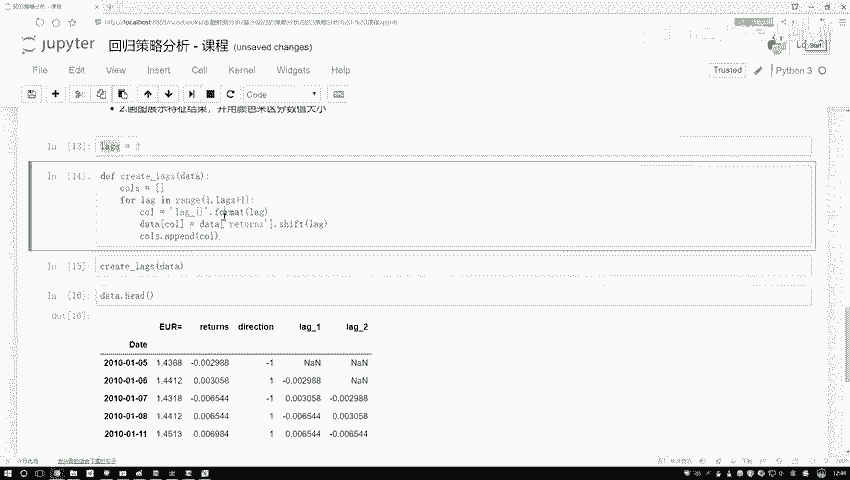 jupyter 回归策略分析 - 课程 (unsaved changes)
File Edit View Insert Cell Kernel Widgets Help
Trusted Python 3
Code
2.画图展示特征结果，并用颜色来区分数值大小
In [13]: lags = 2
In [14]: def create_lags(data):
cols = []
for lag in range(1,lags+1):
col = 'lag_{}'.format(lag)
data[col] = data['returns'].shift(lag)
cols.append(col)
In [15]: create_lags(data)
In [16]: data.head()
Out[16]:
EUR= returns direction lag_1 lag_2
Date
2010-01-05 1.4368 -0.002988 -1 NaN NaN
2010-01-06 1.4412 0.003058 1 -0.002988 NaN
2010-01-07 1.4318 -0.006544 -1 0.003058 -0.002988
2010-01-08 1.4412 0.006544 1 -0.006544 0.003058
2010-01-11 1.4513 0.006984 1 0.006544 -0.006544